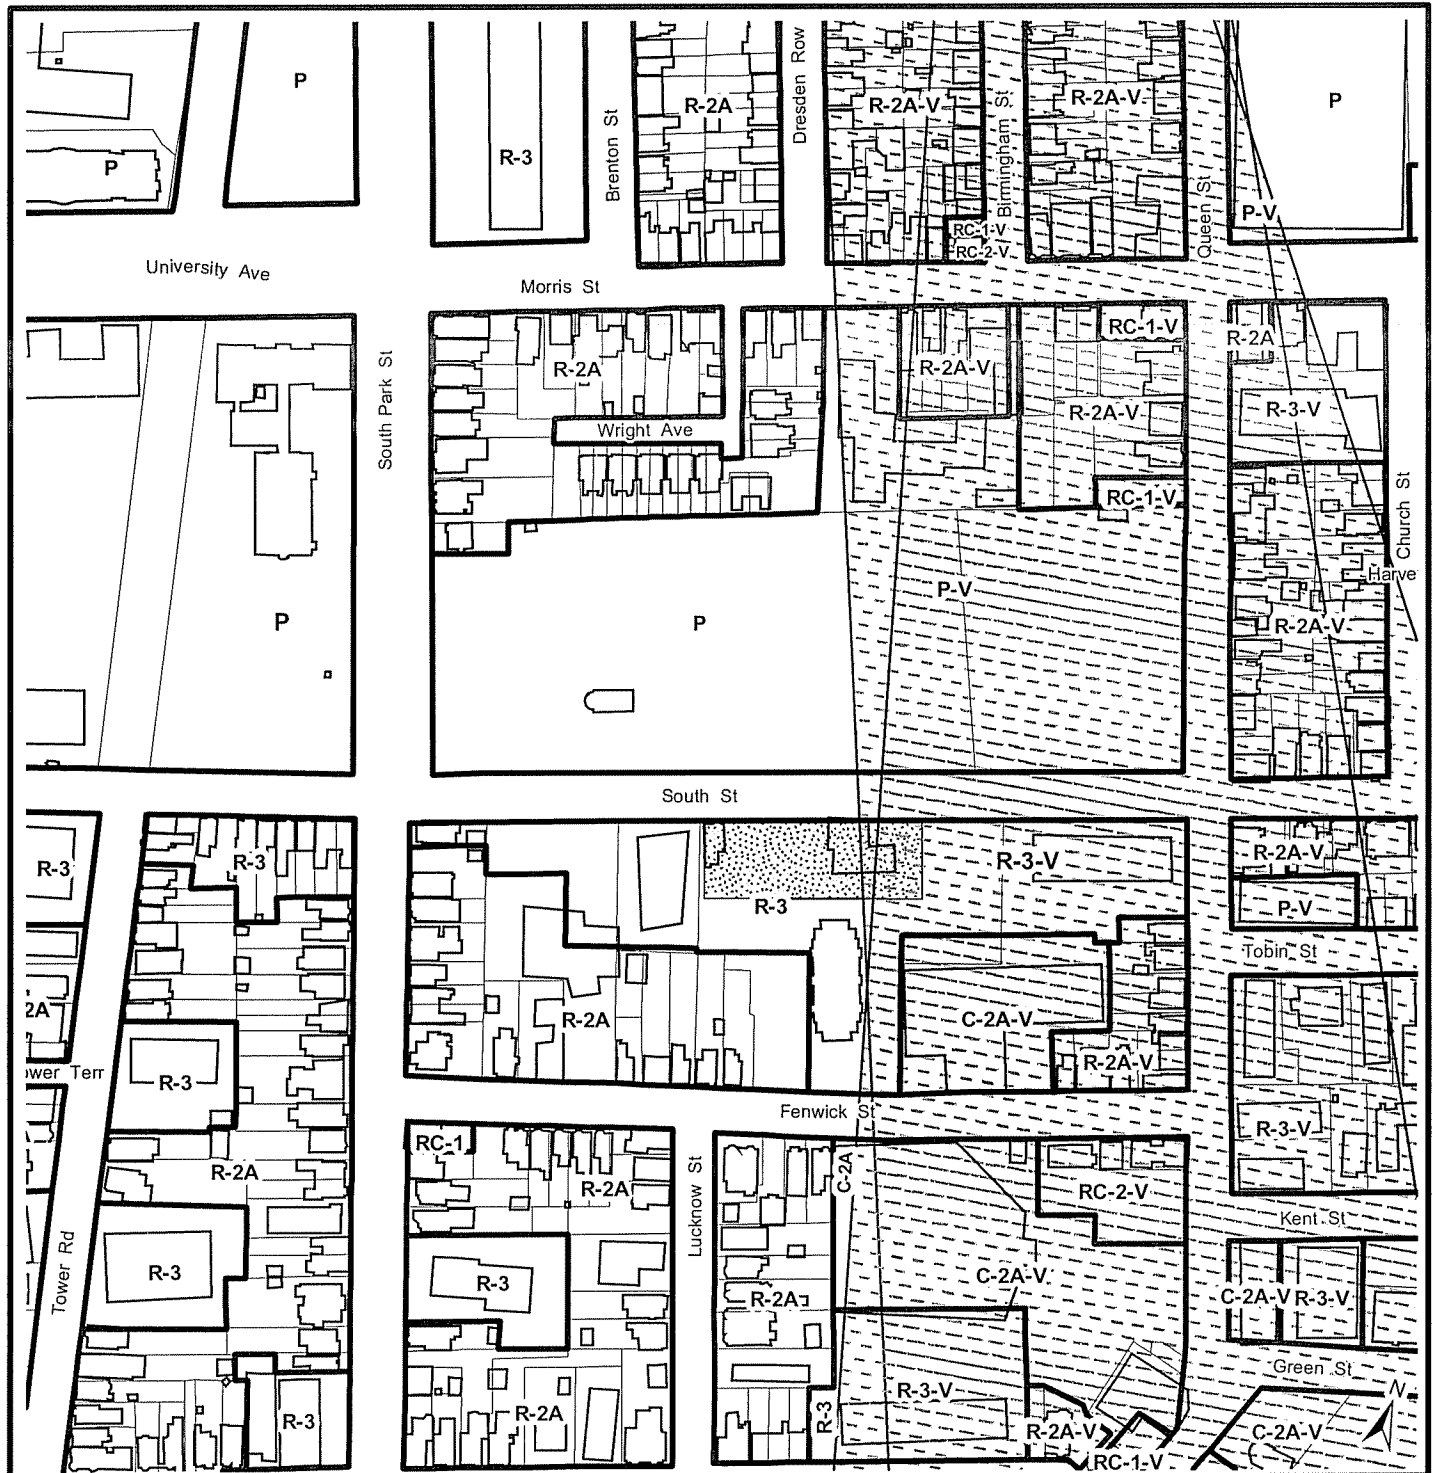 P
P
R-3
Brenton St
R-2A
Dresden Row
R-2A-V
Birmingham St
R-2A-V
Queen St
P
P-V
RC-1-V
RC-2-V
University Ave
Morris St
South Park St
R-2A
Wright Ave
R-2A-V
RC-1-V
R-2A-V
RC-1-V
R-2A
R-3-V
Church St
Harve
P
P
P-V
R-2A-V
South St
R-3
R-3
R-3
R-3-V
R-2A-V
P-V
Tobin St
2A
R-2A
C-2A-V
R-2A-V
ower Terr
R-3
Fenwick St
R-3-V
RC-1
R-2A
R-2A
Lucknow St
C-2A
RC-2-V
Kent St
Tower Rd
R-3
R-3
R-2A
C-2A-V
C-2A-V
R-3-V
Green St
R-3
R-2A
R-3
R-3-V
R-2A-V
RC-1-V
C-2A-V
N